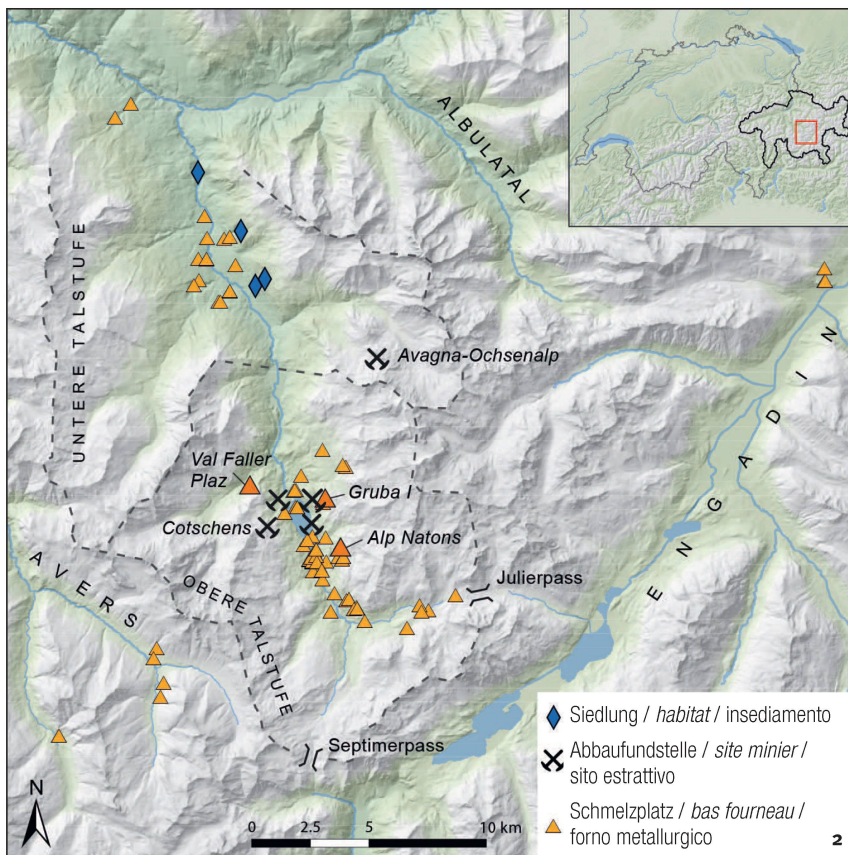 ALBULATAL
UNTERE TALSTUFE
Avagna-Ochsenalp
ENGADIN
Val Faller
Plaz
Gruba I
Cotschens
Alp Natons
AVERS
OBERE TALSTUFE
Julierpass
Septimerpass
N
0 2.5 5 10 km
Siedlung / habitat / insediamento
Abbaufundstelle / site minier /
sito estrattivo
Schmelzplatz / bas fourneau /
forno metallurgico
2